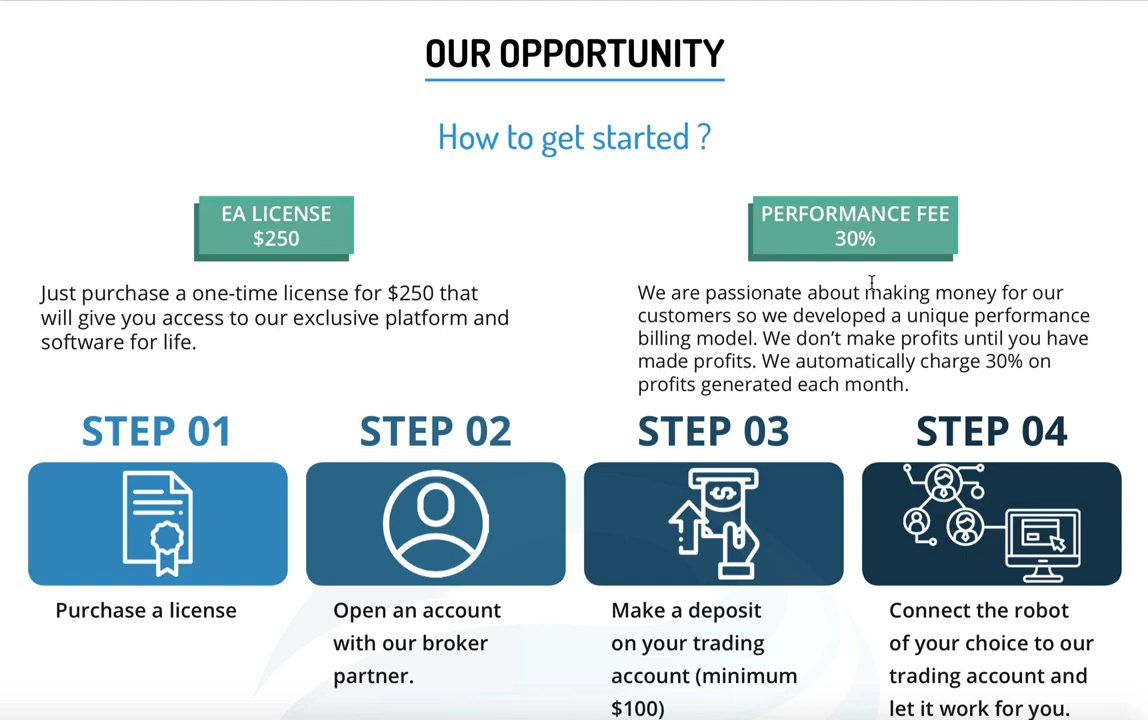 OUR OPPORTUNITY
How to get started ?
EA LICENSE
$250
Just purchase a one-time license for $250 that
will give you access to our exclusive platform and
software for life.
PERFORMANCE FEE
30%
We are passionate about making money for our
customers so we developed a unique performance
billing model. We don’t make profits until you have
made profits. We automatically charge 30% on
profits generated each month.
STEP 01
Purchase a license
STEP 02
Open an account
with our broker
partner.
STEP 03
Make a deposit
on your trading
account (minimum
$100)
STEP 04
Connect the robot
of your choice to our
trading account and
let it work for you.